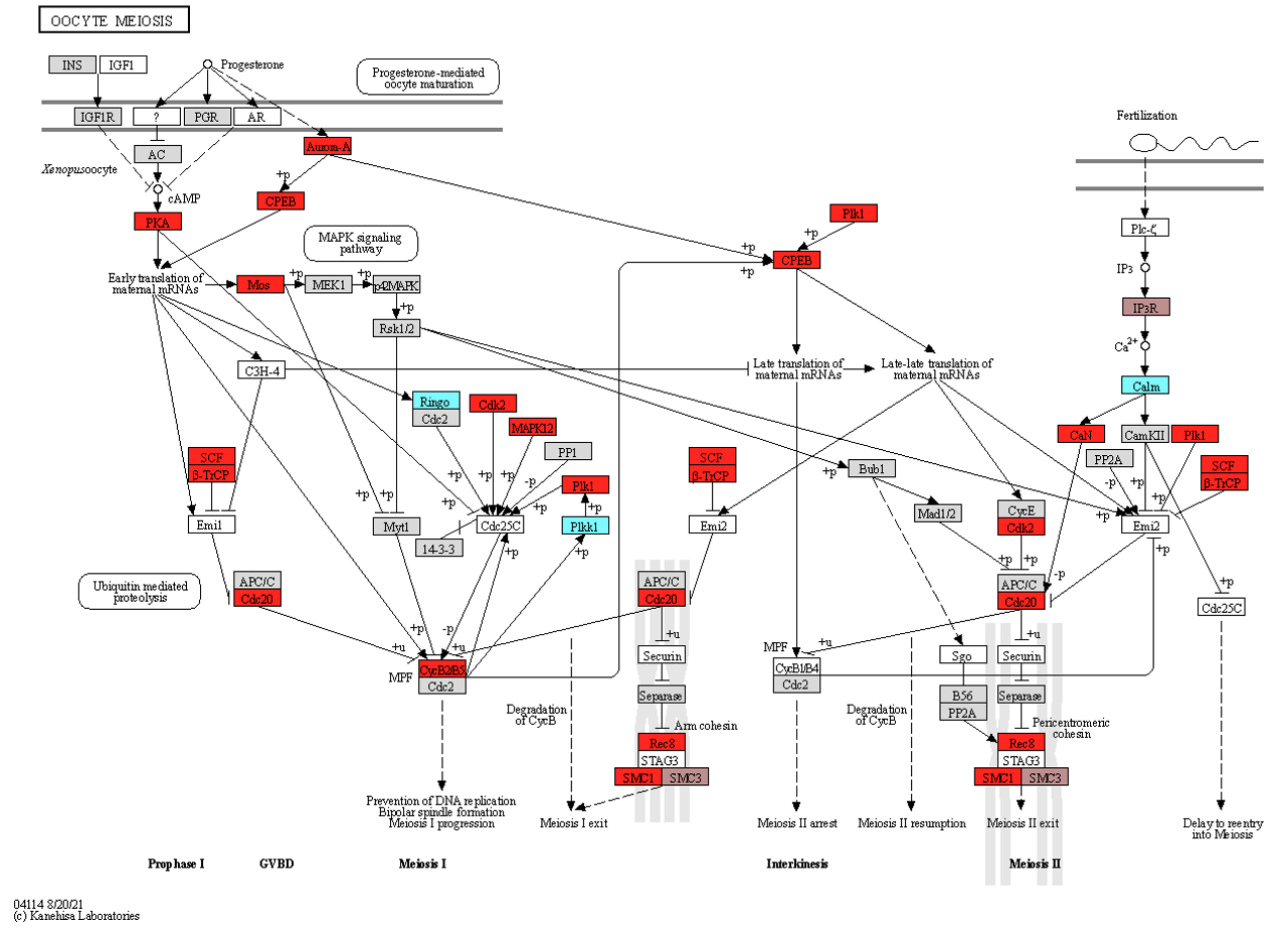 OOCYTE MEIOSIS
INS
IGF1
Progesterone
Progesterone-mediated
oocyte maturation
IGF1R
?
PGR
AR
Fertilization
Aurora-A
AC
Xenopus oocyte
+p
cAMP
CPEB
PKA
Plk1
Plc-ζ
MAPK signaling
pathway
+p
+p
+p
CPEB
IP3
Early translation of
maternal mRNAs
Mos
+p
MEK1
+p
p42MAPK
IP3R
+p
Rsk1/2
Ca2+
C3H-4
Late translation of
maternal mRNAs
Late-late translation of
maternal mRNAs
Calm
Ringo
Cdc2
Cdk2
MAPK12
CaN
CamKII
Plk1
SCF
β-TrCP
PP1
SCF
β-TrCP
+p
Bub1
PP2A
SCF
β-TrCP
+p
+p
+p
+p
-p
Plk1
-p
+p
+p
+p
+p
+p
Mad1/2
CycE
Cdk2
+p
Emi1
Myt1
Cdc25C
Plkk1
Emi2
Emi2
14-3-3
+p
+p
+p
+p
+p
Ubiquitin mediated
proteolysis
APC/C
Cdc20
APC/C
Cdc20
APC/C
Cdc20
-p
+p
Cdc25C
+p
-p
+u
+u
+u
+u
+u
MPF
CycB2/B5
Cdc2
Securin
MPF
CycB1/B4
Cdc2
Sgo
Securin
Separase
B56
PP2A
Separase
Degradation
of CycB
Arm cohesin
Degradation
of CycB
Pericentromeric
cohesin
Rec8
STAG3
SMC1
SMC3
Rec8
STAG3
SMC1
SMC3
Prevention of DNA replication
Bipolar spindle formation
Meiosis I progression
Meiosis I exit
Meiosis II arrest
Meiosis II resumption
Meiosis II exit
Delay to reentry
into Meiosis
Prophase I
GVBD
Meiosis I
Interkinesis
Meiosis II
04114 8/20/21
(c) Kanehisa Laboratories